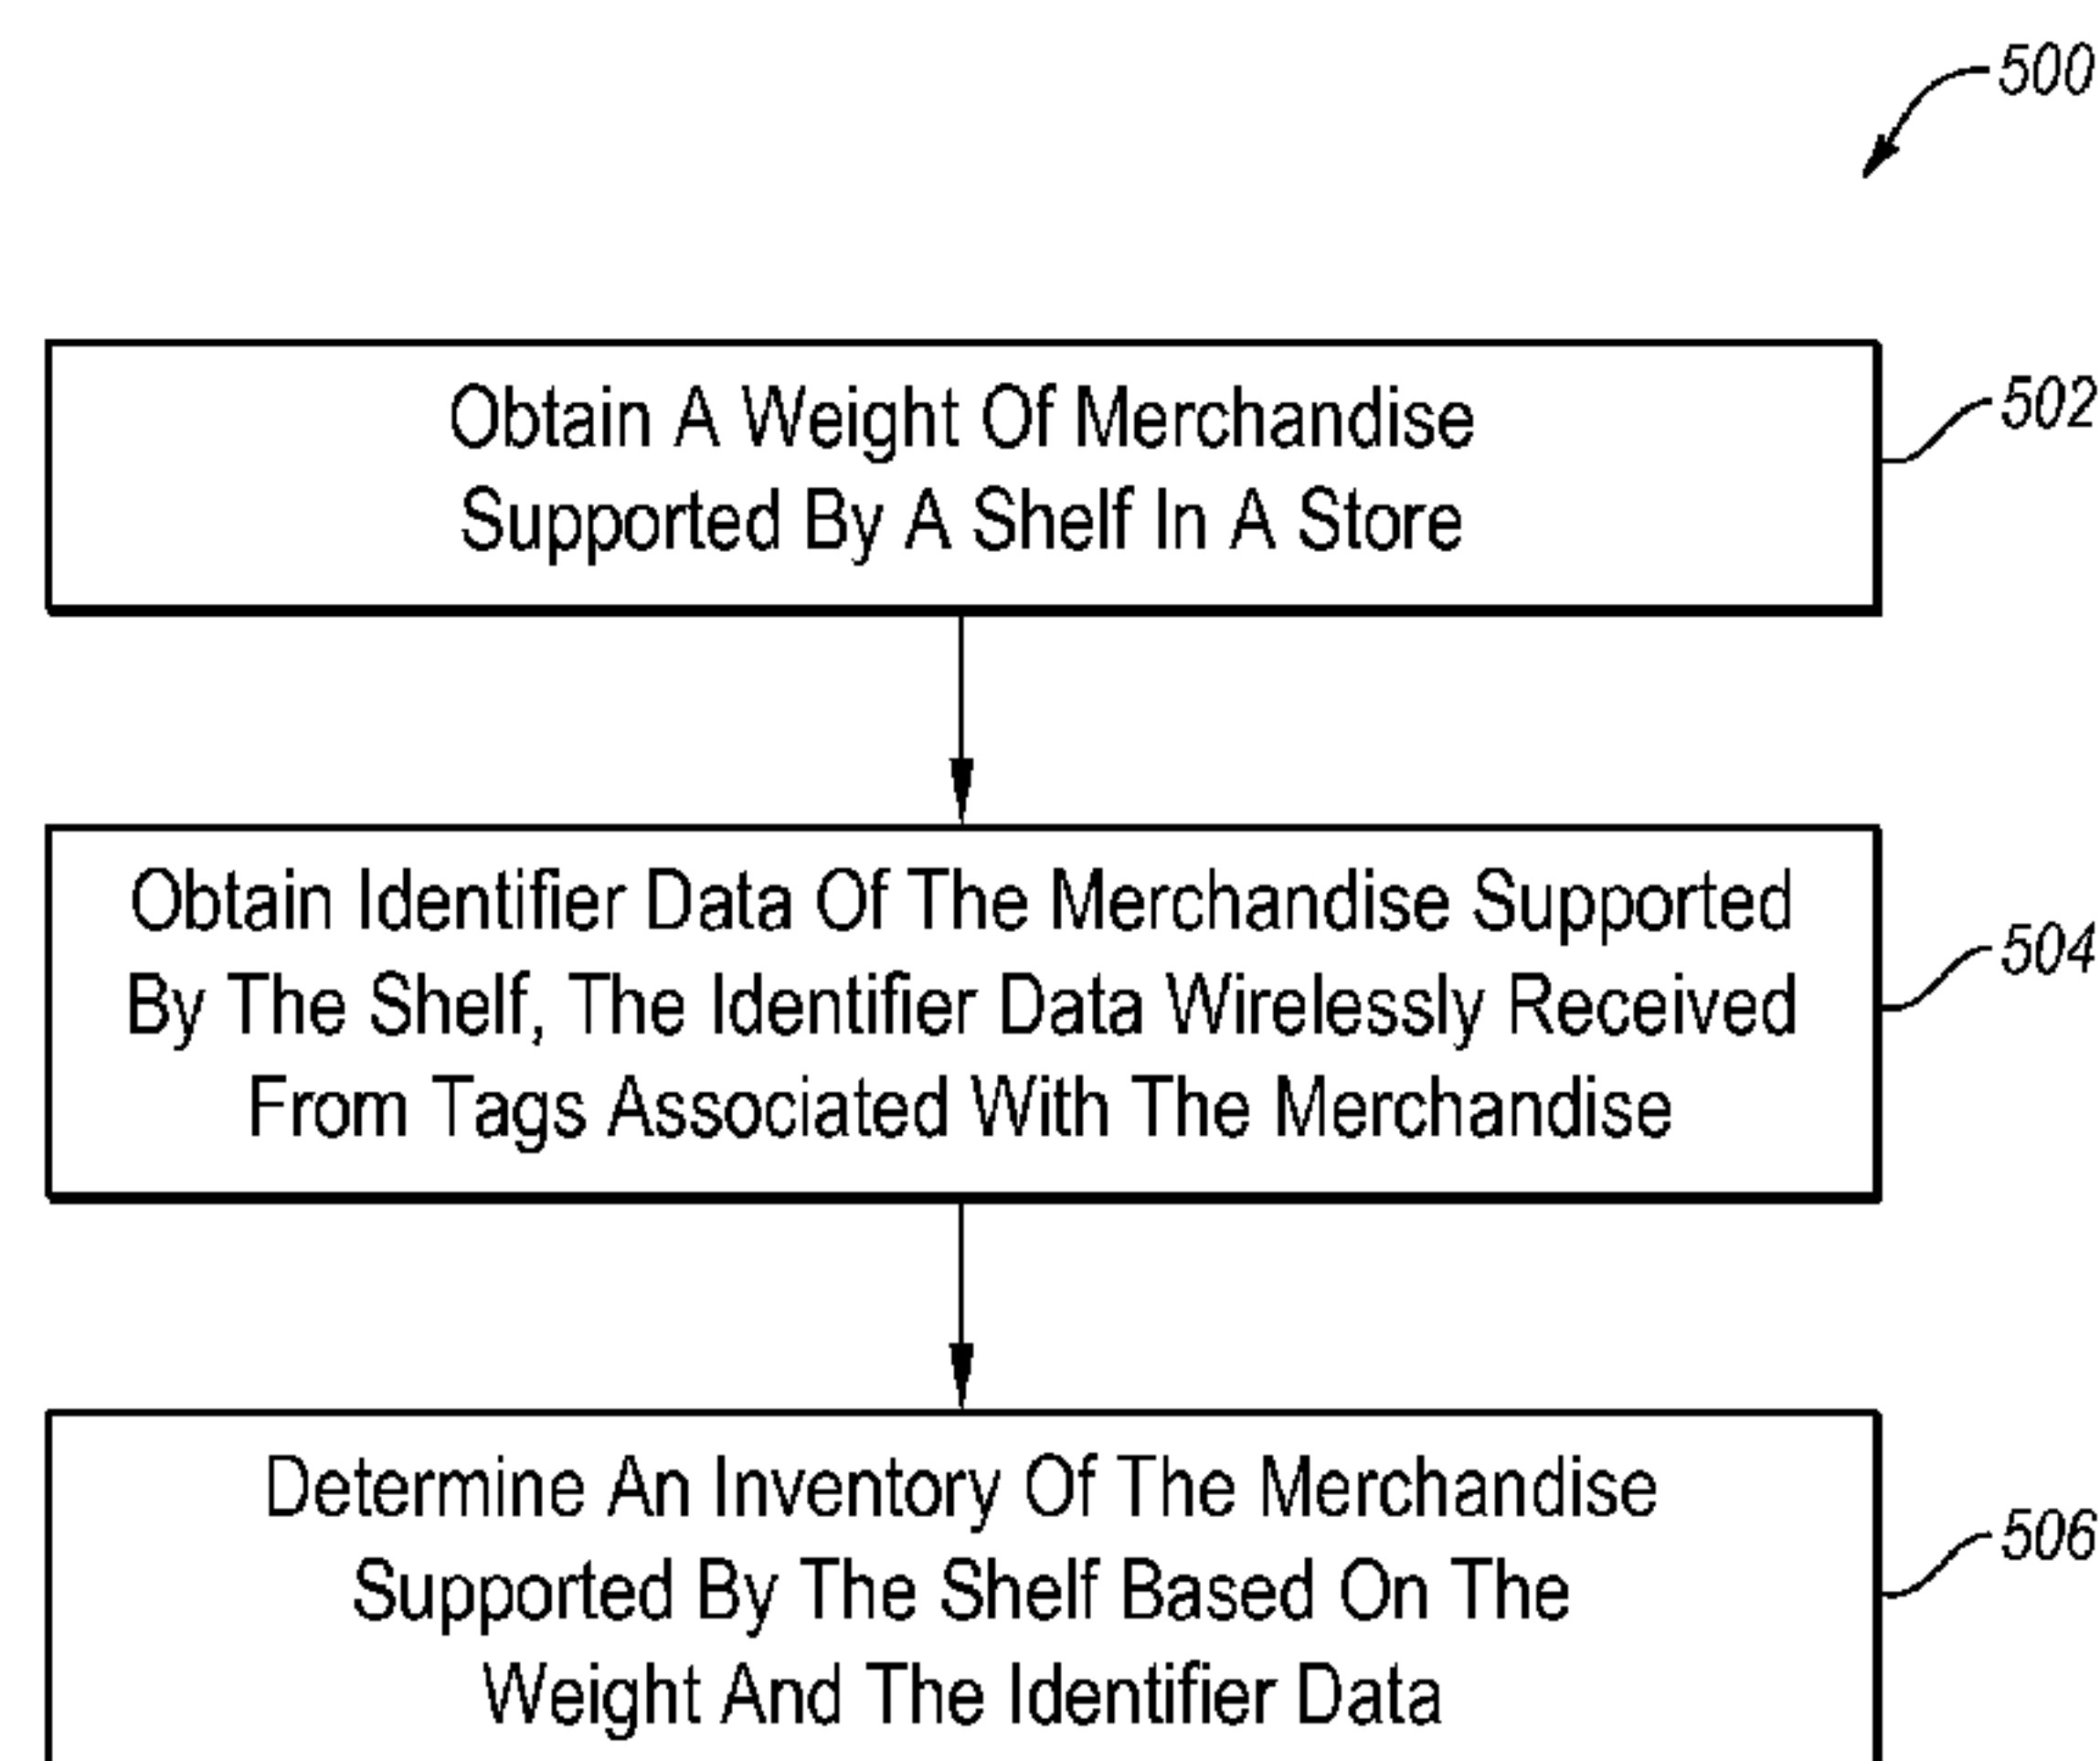 500
Obtain A Weight Of Merchandise
Supported By A Shelf In A Store
502
Obtain Identifier Data Of The Merchandise Supported
By The Shelf, The Identifier Data Wirelessly Received
From Tags Associated With The Merchandise
504
Determine An Inventory Of The Merchandise
Supported By The Shelf Based On The
Weight And The Identifier Data
506